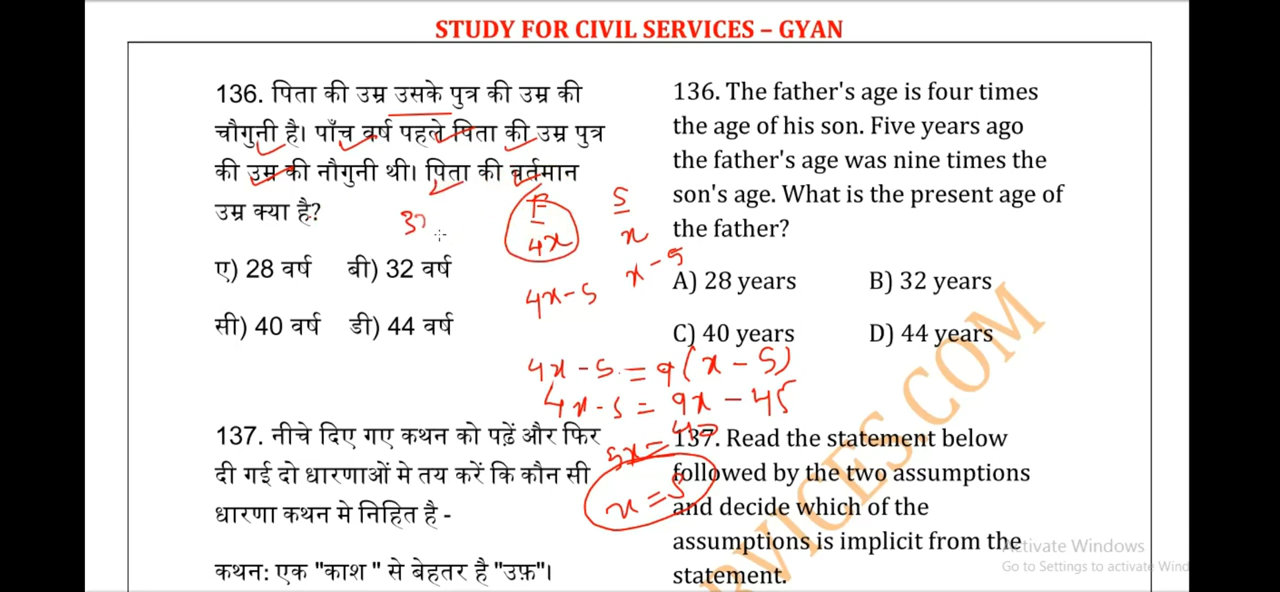 STUDY FOR CIVIL SERVICES – GYAN
136. पिता की उम्र उसके पुत्र की उम्र की
चौगुनी है। पाँच वर्ष पहले पिता की उम्र पुत्र
की उम्र की नौगुनी थी। पिता की वर्तमान
उम्र क्या है?
ए) 28 वर्ष बी) 32 वर्ष
सी) 40 वर्ष डी) 44 वर्ष
137. नीचे दिए गए कथन को पढ़ें और फिर
दी गई दो धारणाओं मे तय करें कि कौन सी
धारणा कथन मे निहित है -
कथन: एक "काश " से बेहतर है "उफ़"।
F S
4x x
4x-5 x-5
4x-5 = 9(x-5)
4x-5 = 9x-45
5x = 40
136. The father's age is four times
the age of his son. Five years ago
the father's age was nine times the
son's age. What is the present age of
the father?
A) 28 years B) 32 years
C) 40 years D) 44 years
137. Read the statement below
followed by the two assumptions
and decide which of the
assumptions is implicit from the
statement.
RVICES.COM
Activate Windows
Go to Settings to activate Wind